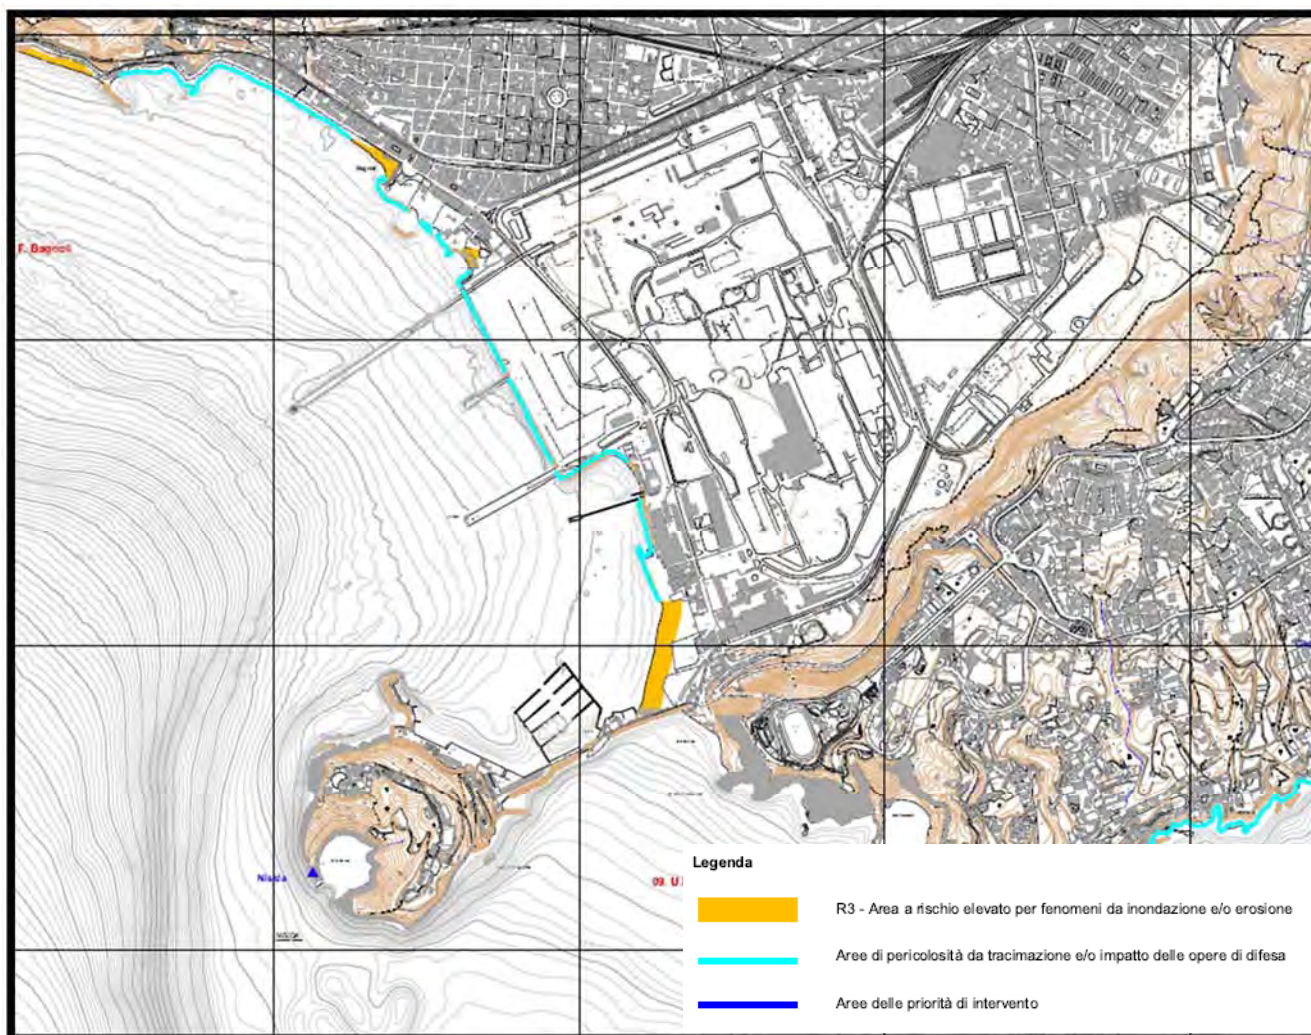 F. Bagnoli
Nisida
09. U.
Legenda
R3 - Area a rischio elevato per fenomeni da inondazione e/o erosione
Aree di pericolosità da tracimazione e/o impatto delle opere di difesa
Aree delle priorità di intervento